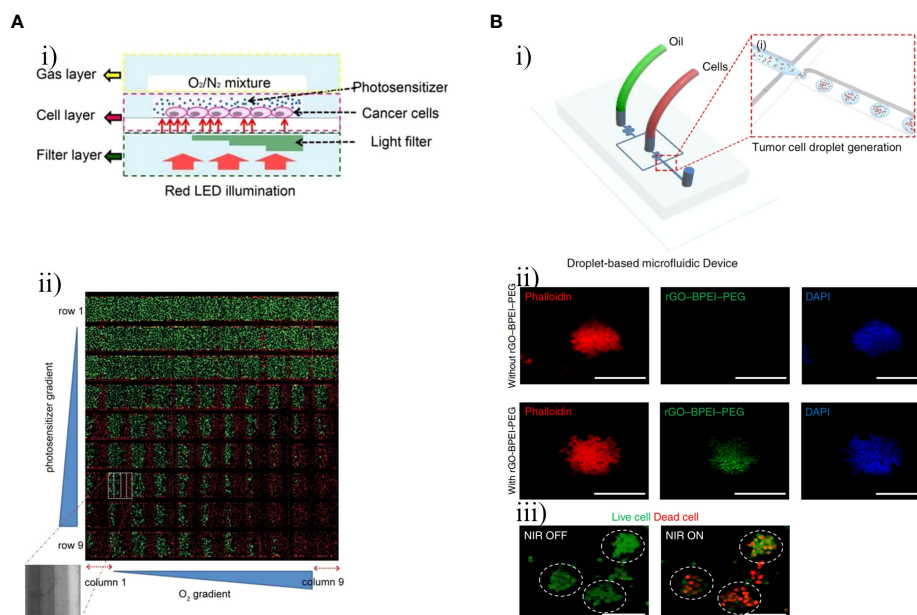 A
i)
Gas layer
O₂/N₂ mixture
Photosensitizer
Cell layer
Cancer cells
Light filter
Filter layer
Red LED illumination
ii)
row 1
photosensitizer gradient
row 9
column 1
column 9
O₂ gradient
B
i)
Oil
Cells
(i)
Tumor cell droplet generation
Droplet-based microfluidic Device
ii)
Without rGO–BPEI–PEG
Phalloidin
rGO–BPEI–PEG
DAPI
With rGO-BPEI-PEG
Phalloidin
rGO–BPEI-PEG
DAPI
iii)
Live cell Dead cell
NIR OFF
NIR ON